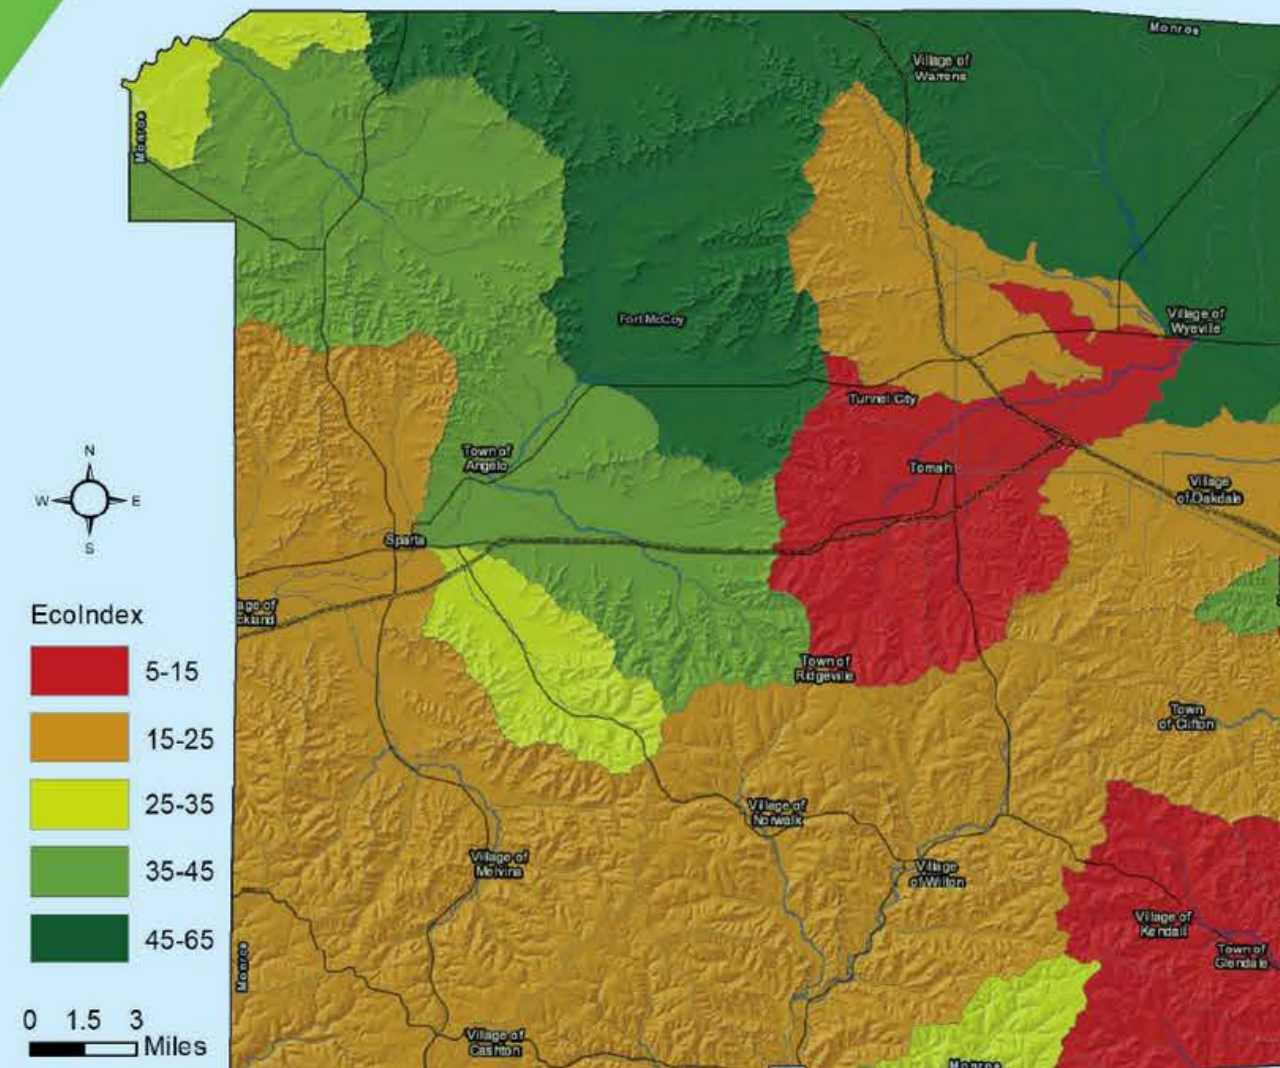 Monroe
Village of
Warrens
Monroe
Fort McCoy
Village of
Wyeville
Tunnel City
Town of
Angelo
Tomah
Village
of Oakdale
N
W
E
S
Sparta
EcoIndex
5-15
15-25
25-35
35-45
45-65
age of
Town of
Ridgeville
Town
of Clifton
Village of
Norwalk
Village of
Melvina
Village
of Wilton
Village of
Kendall
Town of
Glendale
Monroe
Village of
Cashton
Monroe
0 1.5 3
Miles